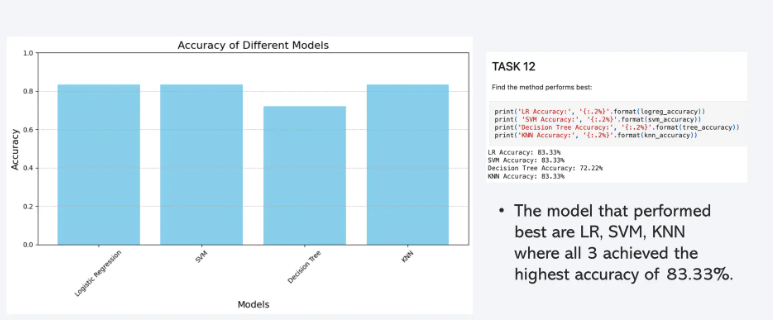 Accuracy of Different Models
1.0
0.8
0.6
0.4
0.2
0.0
Accuracy
Logistic Regression
SVM
Decision Tree
KNN
Models
TASK 12
Find the method performs best:
print('LR Accuracy:', '{:.2%}'.format(logreg_accuracy))
print( 'SVM Accuracy:', '{:.2%}'.format(svm_accuracy))
print('Decision Tree Accuracy:', '{:.2%}'.format(tree_accuracy))
print('KNN Accuracy:', '{:.2%}'.format(knn_accuracy))
LR Accuracy: 83.33%
SVM Accuracy: 83.33%
Decision Tree Accuracy: 72.22%
KNN Accuracy: 83.33%
• The model that performed
best are LR, SVM, KNN
where all 3 achieved the
highest accuracy of 83.33%.